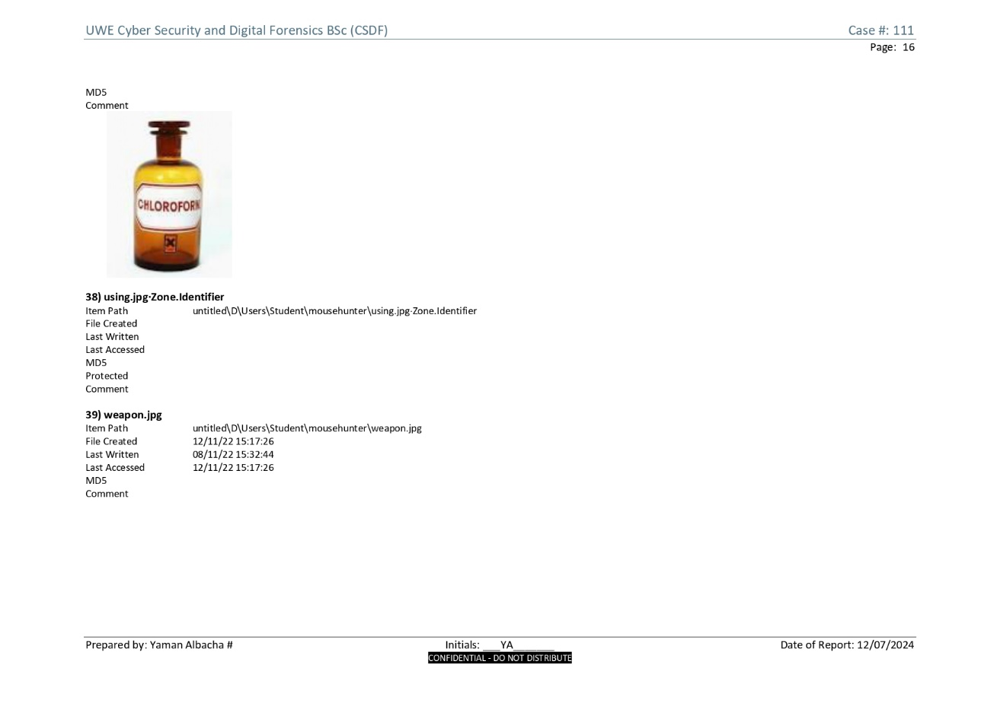 UWE Cyber Security and Digital Forensics BSc (CSDF) Case #: 111
Page: 16
MD5
Comment
CHLOROFORM
38) using.jpg·Zone.Identifier
Item Path untitled\D\Users\Student\mousehunter\using.jpg·Zone.Identifier
File Created
Last Written
Last Accessed
MD5
Protected
Comment
39) weapon.jpg
Item Path untitled\D\Users\Student\mousehunter\weapon.jpg
File Created 12/11/22 15:17:26
Last Written 08/11/22 15:32:44
Last Accessed 12/11/22 15:17:26
MD5
Comment
Prepared by: Yaman Albacha # Initials: ___YA_______ Date of Report: 12/07/2024
CONFIDENTIAL - DO NOT DISTRIBUTE